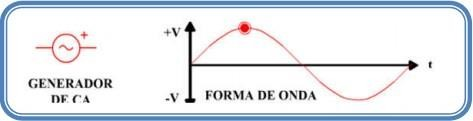 +V
t
GENERADOR
DE CA
-V
FORMA DE ONDA